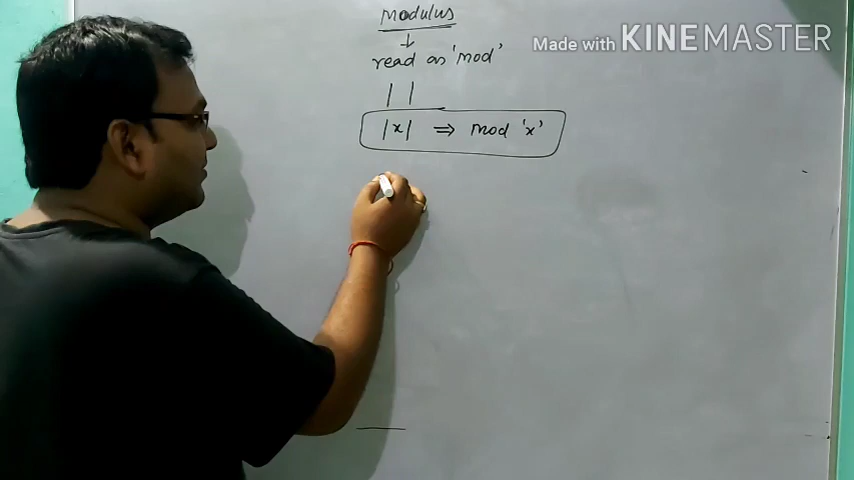 Modulus
↓
read as 'mod'
| |
|x| ⇒ Mod 'x'
Made with KINEMASTER